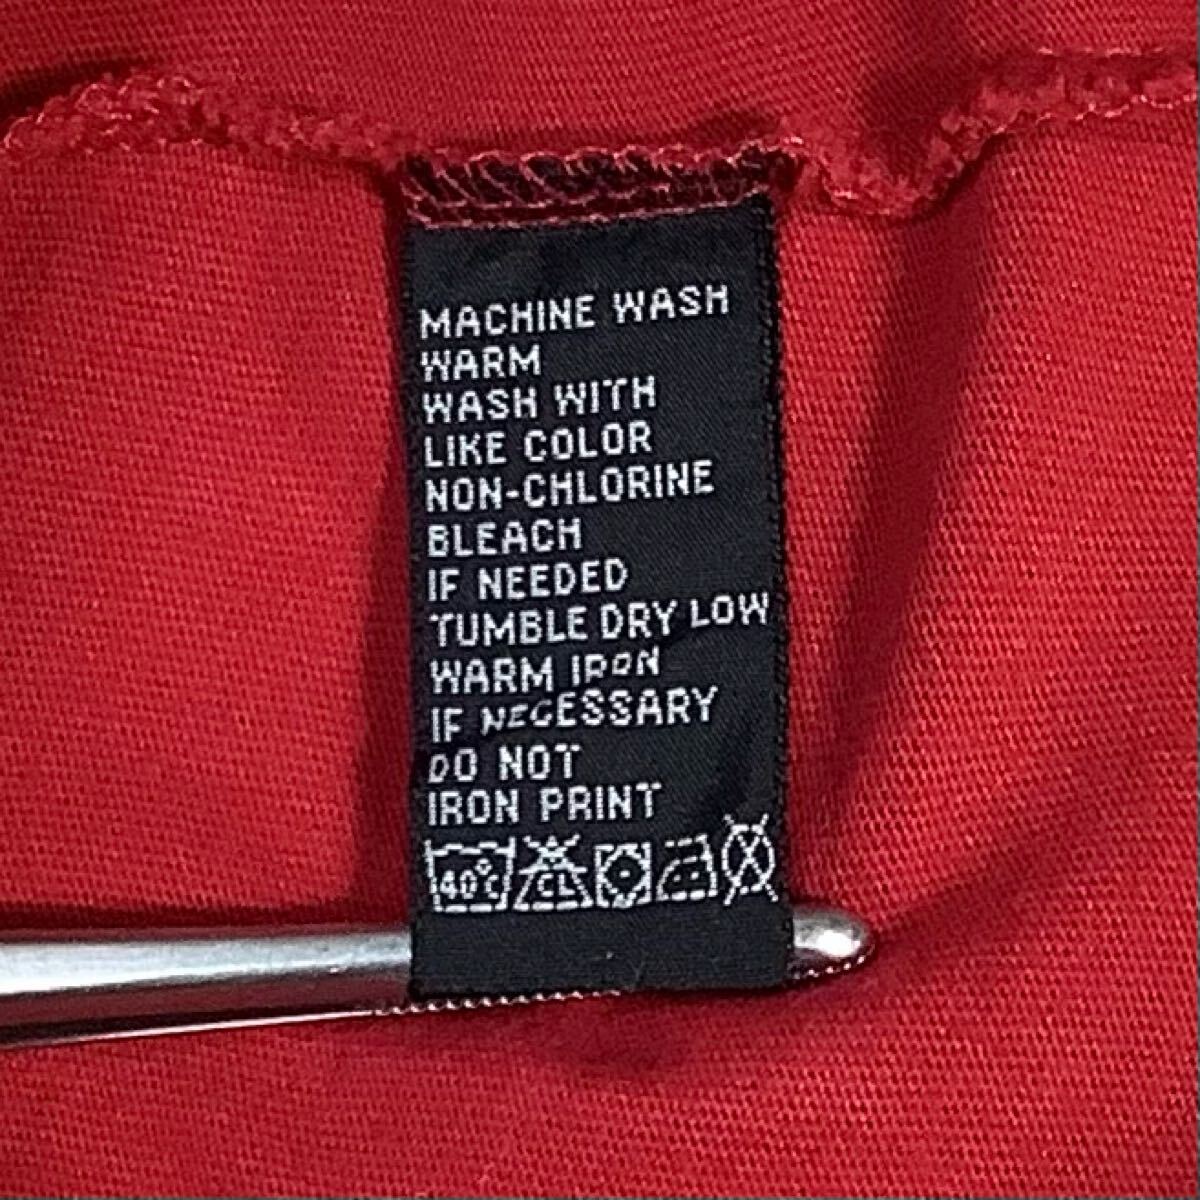 MACHINE WASH
WARM
WASH WITH
LIKE COLOR
NON-CHLORINE
BLEACH
IF NEEDED
TUMBLE DRY LOW
WARM IRON
IF NECESSARY
DO NOT
IRON PRINT
40°C CL